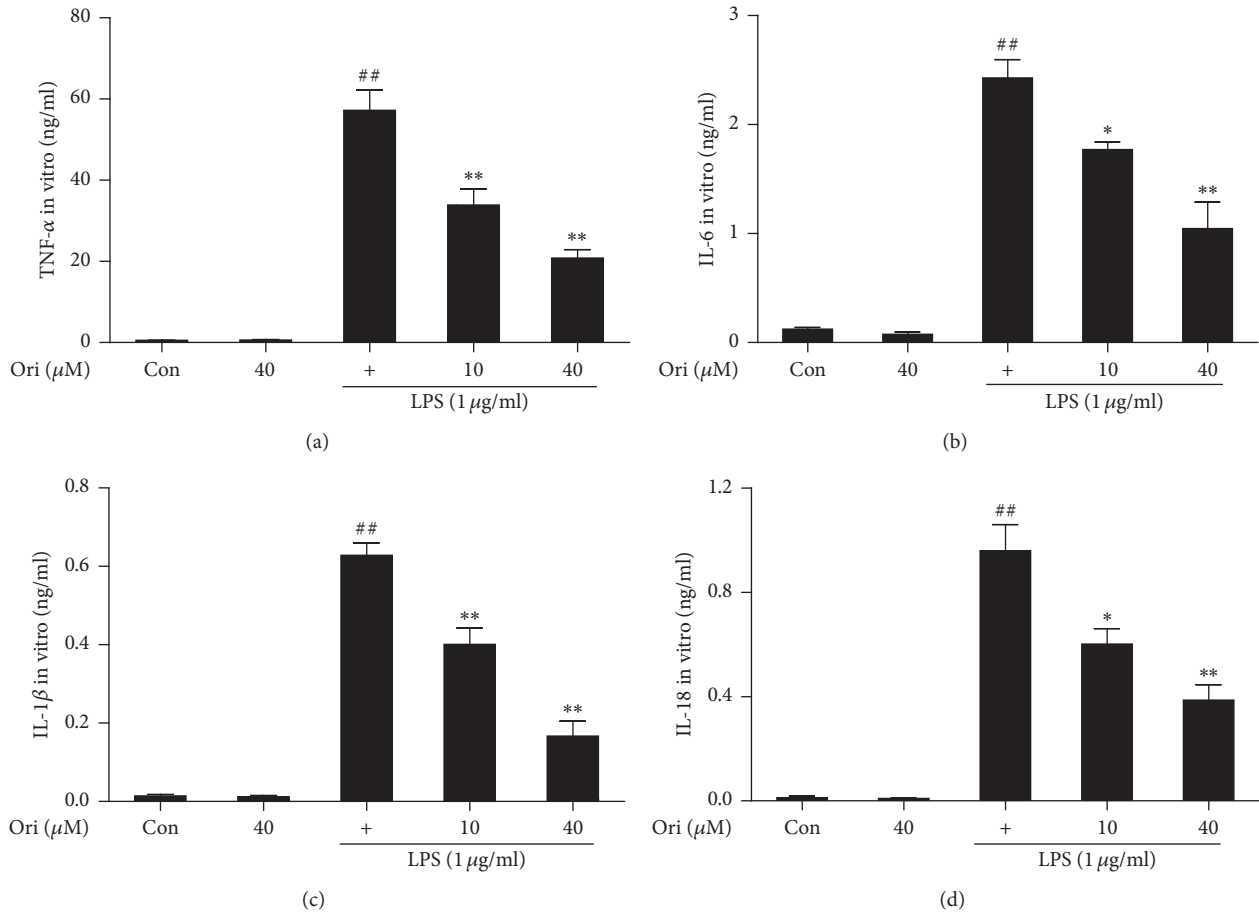 80
60
40
20
0
TNF-α in vitro (ng/ml)
##
**
**
Ori (μM) Con 40 + 10 40
LPS (1 μg/ml)
(a)
3
2
1
0
IL-6 in vitro (ng/ml)
##
*
**
Ori (μM) Con 40 + 10 40
LPS (1 μg/ml)
(b)
0.8
0.6
0.4
0.2
0.0
IL-1β in vitro (ng/ml)
##
**
**
Ori (μM) Con 40 + 10 40
LPS (1 μg/ml)
(c)
1.2
0.8
0.4
0.0
IL-18 in vitro (ng/ml)
##
*
**
Ori (μM) Con 40 + 10 40
LPS (1 μg/ml)
(d)